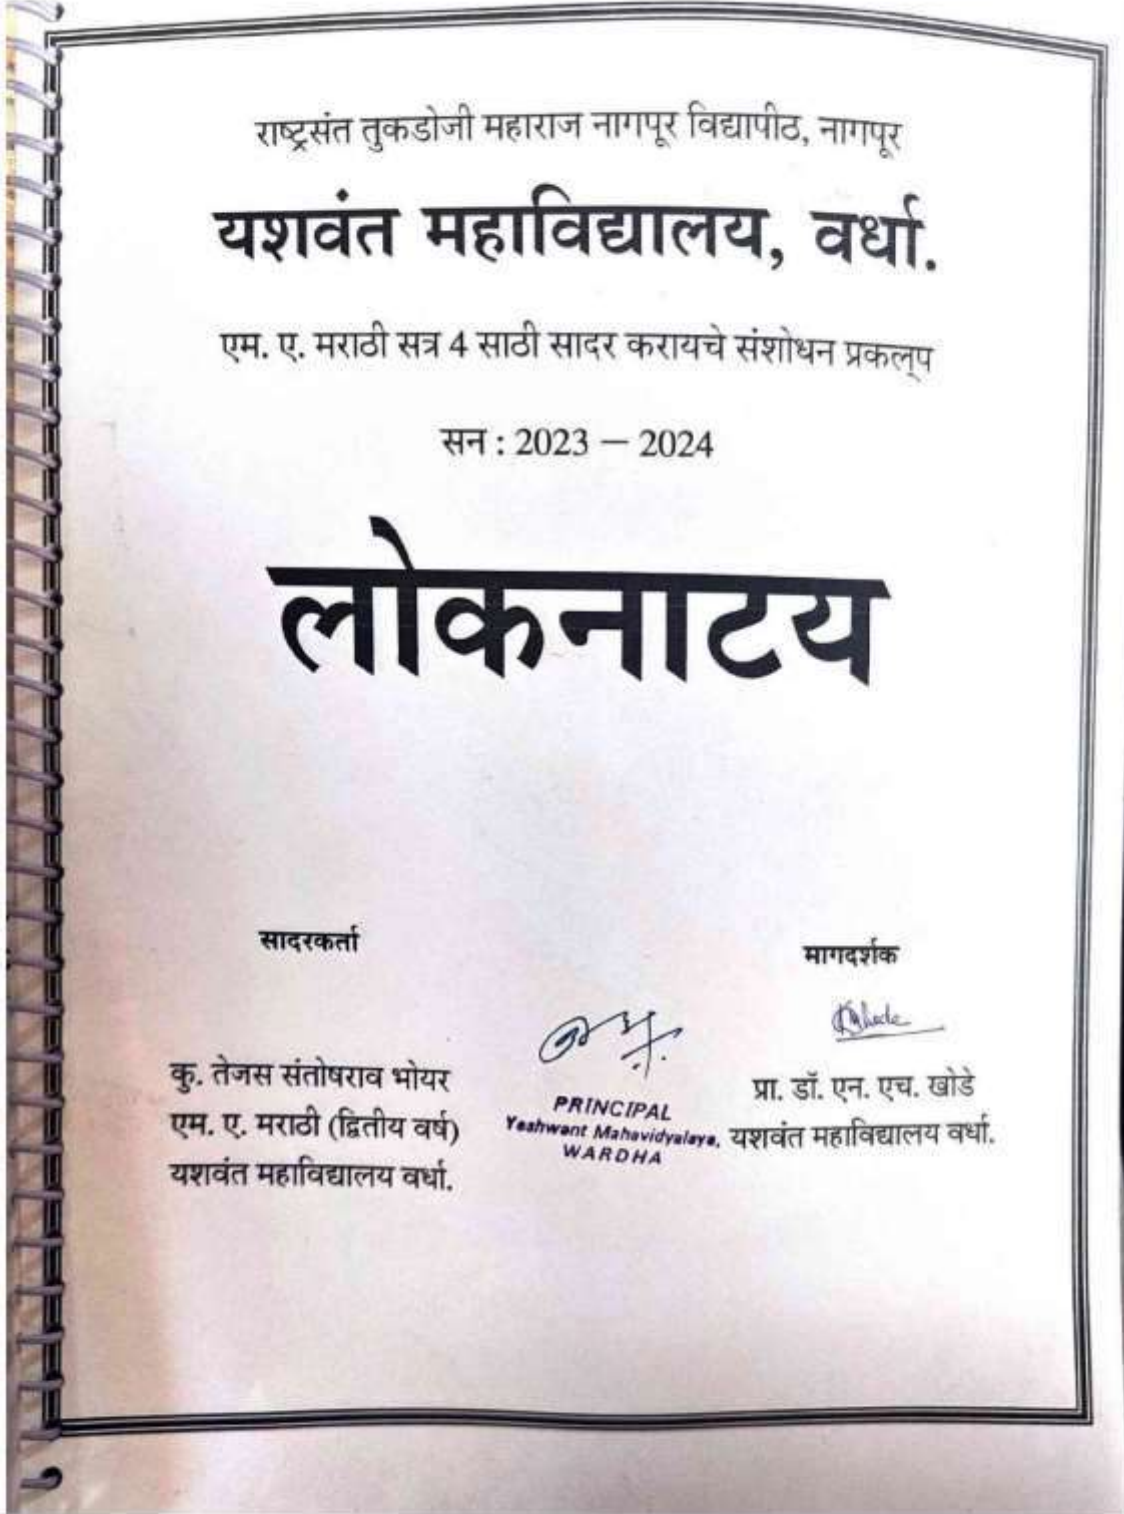 राष्ट्रसंत तुकडोजी महाराज नागपूर विद्यापीठ, नागपूर
यशवंत महाविद्यालय, वर्धा.
एम. ए. मराठी सत्र 4 साठी सादर करायचे संशोधन प्रकल्‌प
सन : 2023 – 2024
लोकनाटय
सादरकर्ता
कु. तेजस संतोषराव भोयर
एम. ए. मराठी (द्वितीय वर्ष)
यशवंत महाविद्यालय वर्धा.
PRINCIPAL
Yeshwant Mahavidyalaya,
WARDHA
मागदर्शक
प्रा. डॉ. एन. एच. खोडे
यशवंत महाविद्यालय वर्धा.